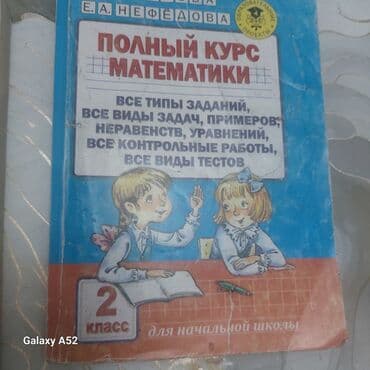 Е.А. НЕФЁДОВА
ПОЛНЫЙ КУРС
МАТЕМАТИКИ
ВСЕ ТИПЫ ЗАДАНИЙ,
ВСЕ ВИДЫ ЗАДАЧ, ПРИМЕРОВ,
НЕРАВЕНСТВ, УРАВНЕНИЙ,
ВСЕ КОНТРОЛЬНЫЕ РАБОТЫ,
ВСЕ ВИДЫ ТЕСТОВ
2
КЛАСС
для начальной школы
Galaxy A52